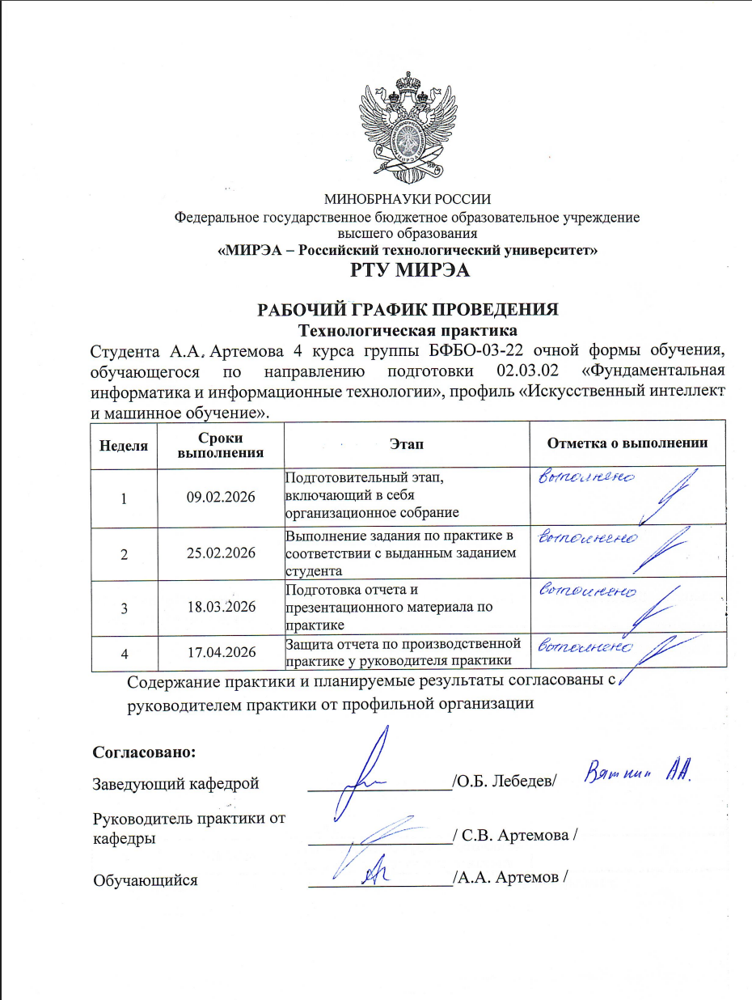 МИНОБРНАУКИ РОССИИ
Федеральное государственное бюджетное образовательное учреждение
высшего образования
«МИРЭА – Российский технологический университет»
РТУ МИРЭА
РАБОЧИЙ ГРАФИК ПРОВЕДЕНИЯ
Технологическая практика
Студента А.А. Артемова 4 курса группы БФБО-03-22 очной формы обучения,
обучающегося по направлению подготовки 02.03.02 «Фундаментальная
информатика и информационные технологии», профиль «Искусственный интеллект
и машинное обучение».
Неделя Сроки выполнения Этап Отметка о выполнении
1 09.02.2026 Подготовительный этап, выполнено
включающий в себя
организационное собрание
2 25.02.2026 Выполнение задания по практике в выполнено
соответствии с выданным заданием
студента
3 18.03.2026 Подготовка отчета и выполнено
презентационного материала по
практике
4 17.04.2026 Защита отчета по производственной выполнено
практике у руководителя практики
Содержание практики и планируемые результаты согласованы с
руководителем практики от профильной организации
Согласовано:
Заведующий кафедрой /О.Б. Лебедев/ Вяткин АА.
Руководитель практики от
кафедры / С.В. Артемова /
Обучающийся /А.А. Артемов /